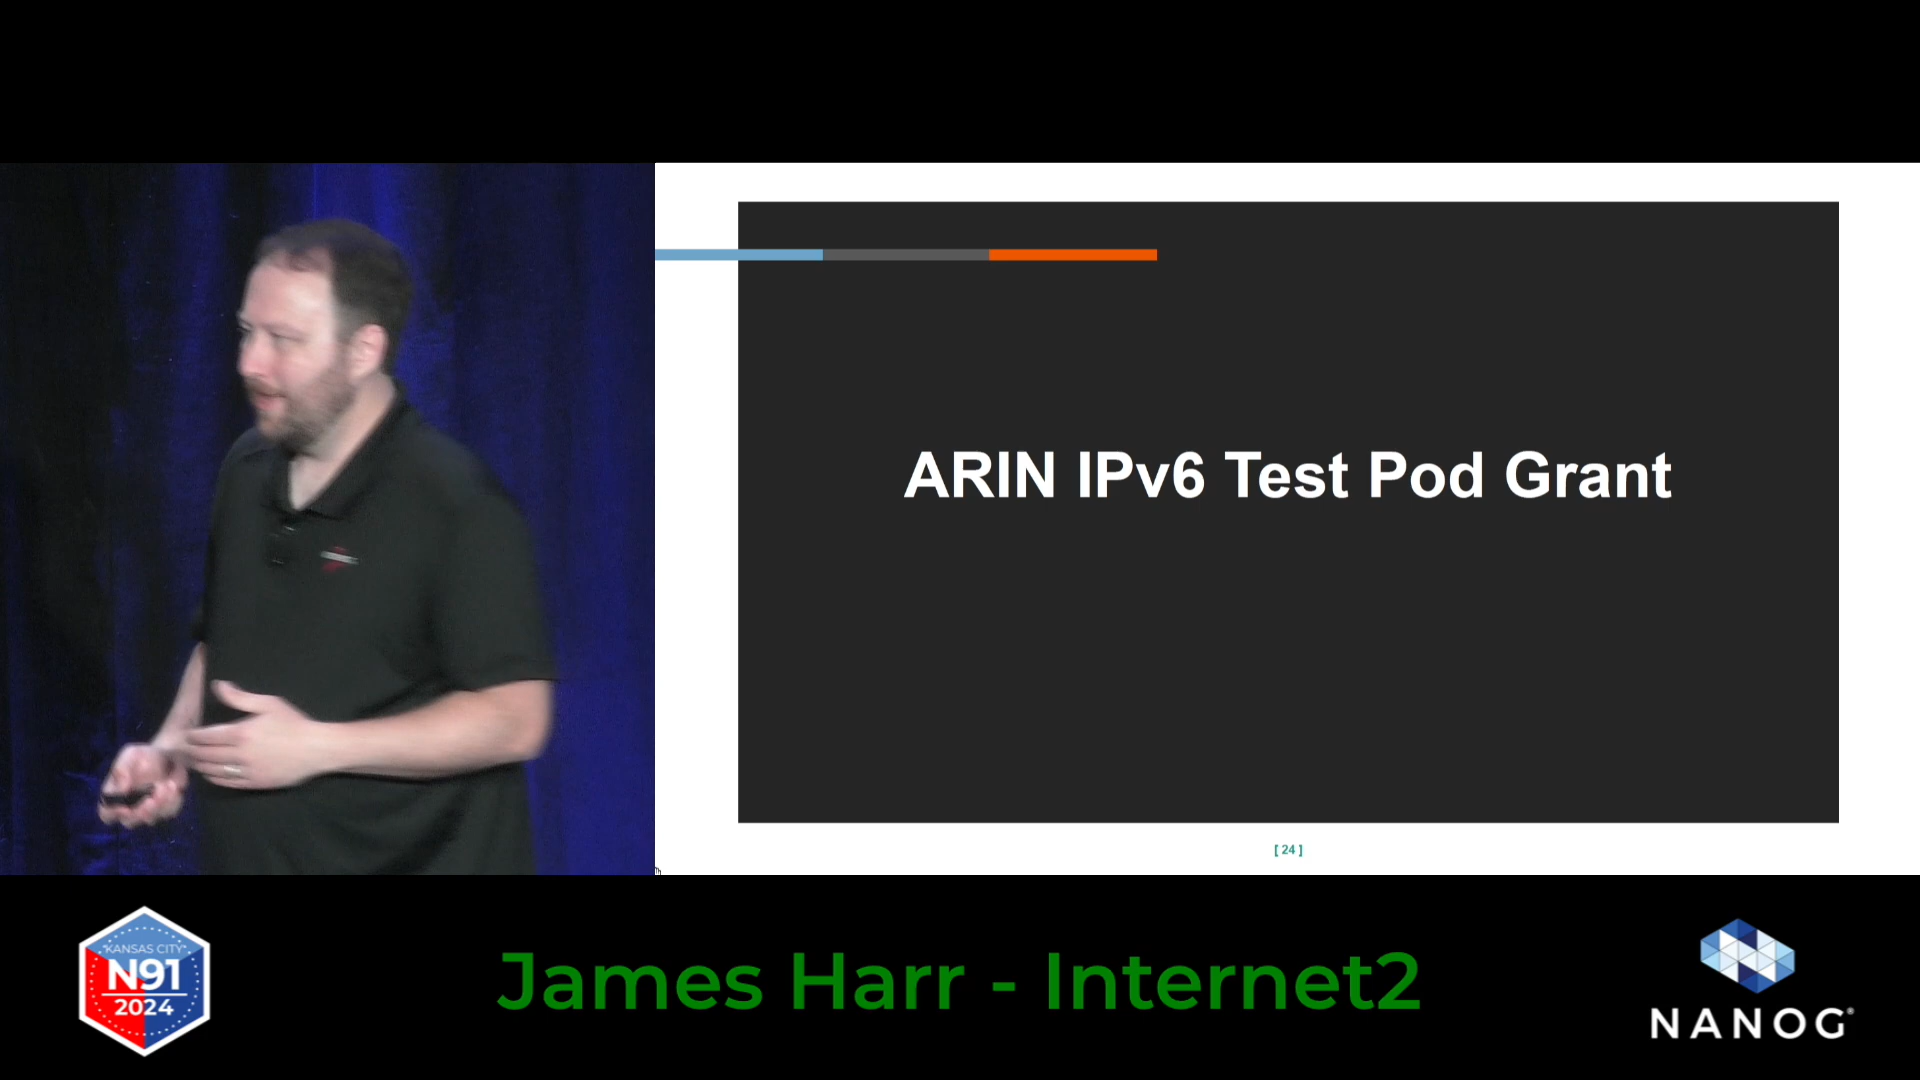 ARIN IPv6 Test Pod Grant
[ 24 ]
KANSAS CITY
N91
2024
James Harr - Internet2
NANOG®